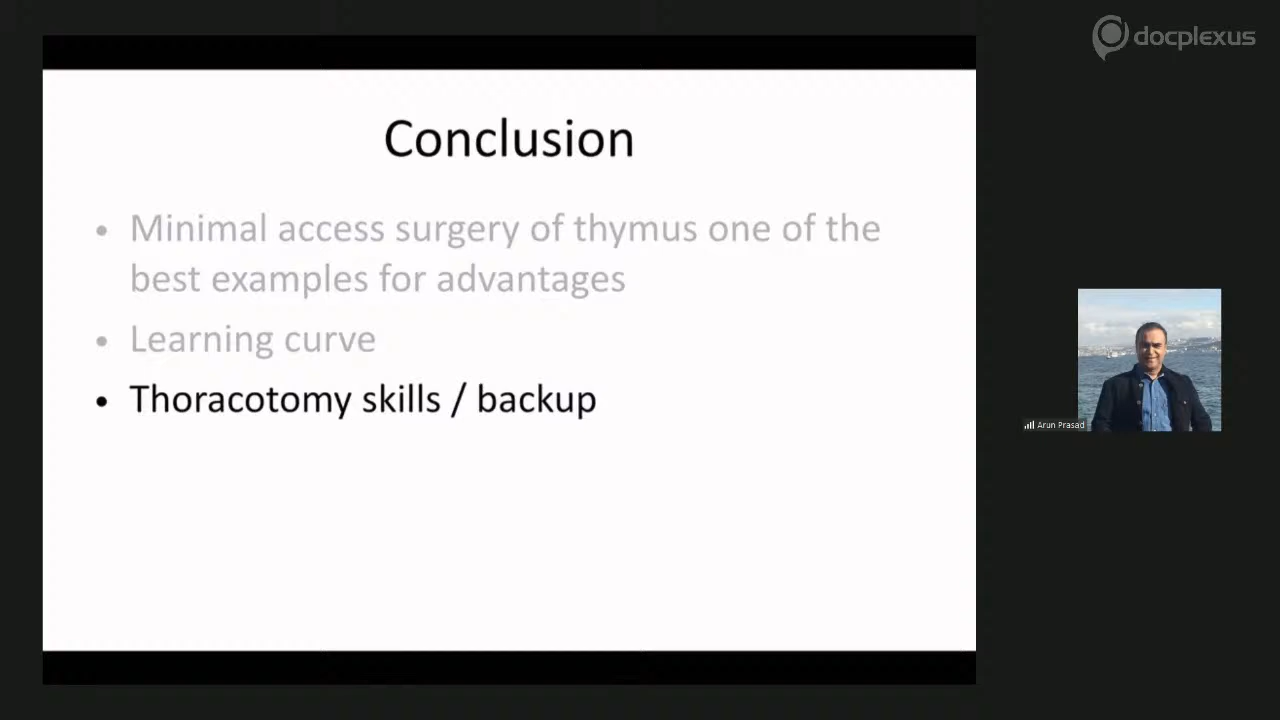 docplexus
Conclusion
• Minimal access surgery of thymus one of the
best examples for advantages
• Learning curve
• Thoracotomy skills / backup
Arun Prasad